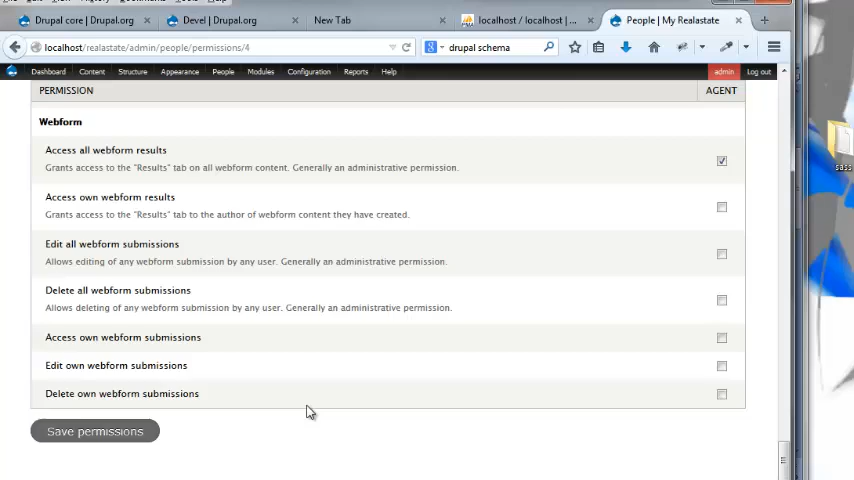 Drupal core | Drupal.org
Devel | Drupal.org
New Tab
localhost / localhost | ...
People | My Realastate
localhost/realastate/admin/people/permissions/4
drupal schema
Dashboard Content Structure Appearance People Modules Configuration Reports Help
admin Log out
PERMISSION AGENT
Webform
Access all webform results
Grants access to the "Results" tab on all webform content. Generally an administrative permission.
Access own webform results
Grants access to the "Results" tab to the author of webform content they have created.
Edit all webform submissions
Allows editing of any webform submission by any user. Generally an administrative permission.
Delete all webform submissions
Allows deleting of any webform submission by any user. Generally an administrative permission.
Access own webform submissions
Edit own webform submissions
Delete own webform submissions
Save permissions
sass